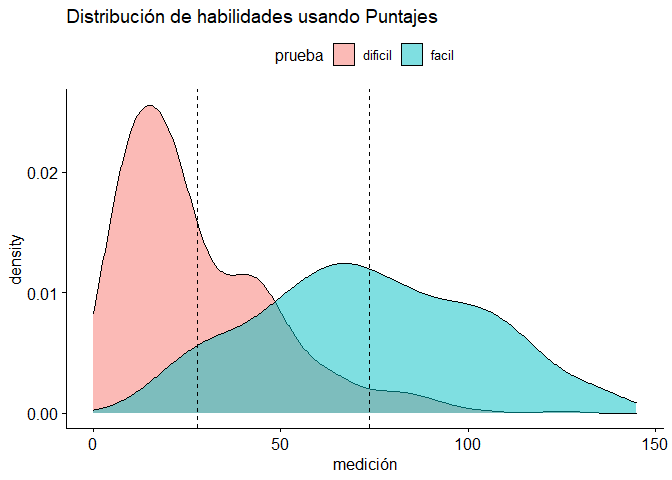 Distribución de habilidades usando Puntajes
prueba dificil facil
0.02
0.01
0.00
density
0 50 100 150
medición